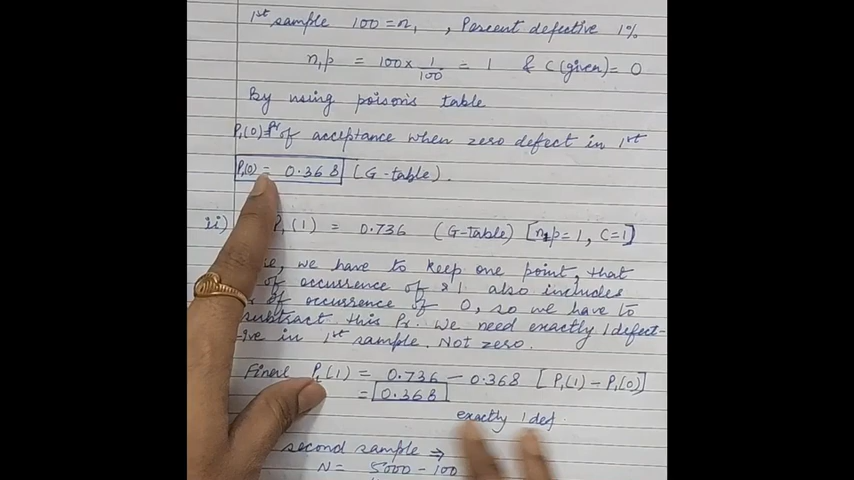 1st sample 100 = n1 , Percent defective 1%
n1p = 100 x 1/100 = 1 & C(given) = 0
By using poison's table
P1(0) = Pr of acceptance when zero defect in 1st
P1(0) = 0.368 (G-table).
ii) P1(1) = 0.736 (G-table) [n1p=1, C=1]
we have to keep one point, that
of occurrence of 1 also includes
of occurrence of 0, so we have to
subtract this Pr. We need exactly 1 defect-
ive in 1st sample. Not zero.
Final P1(1) = 0.736 - 0.368 [P1(1) - P1(0)]
= 0.368
exactly 1 def
second sample ⇒
N = 5000 - 100